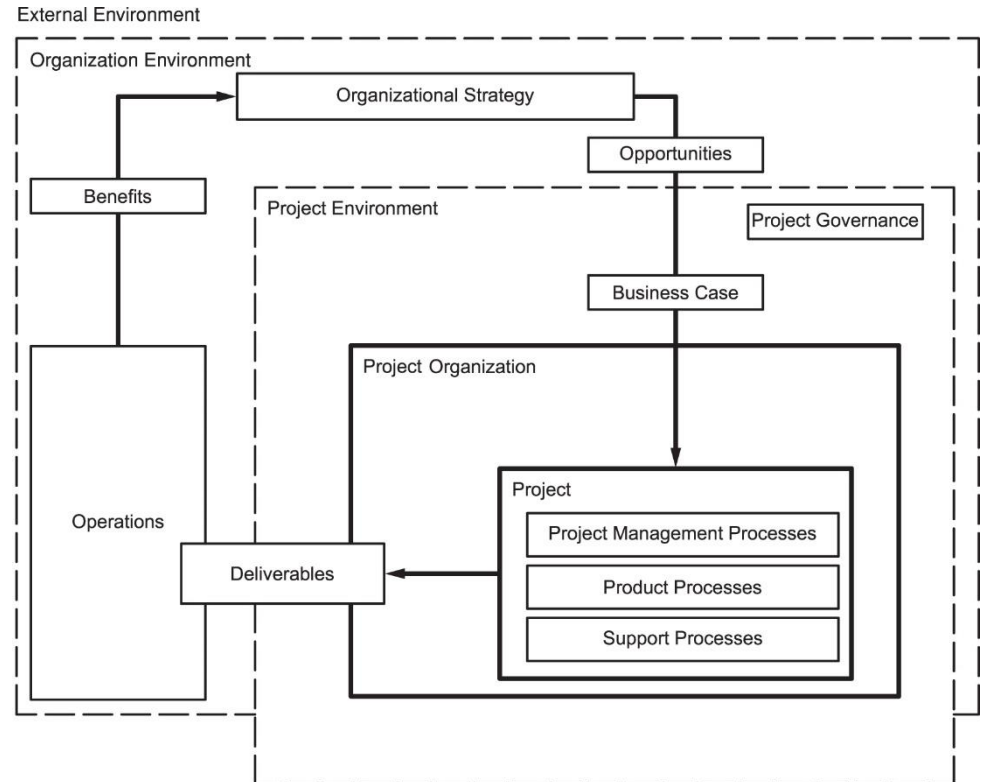 External Environment
Organization Environment
Organizational Strategy
Opportunities
Benefits
Project Environment
Project Governance
Business Case
Project Organization
Project
Operations
Project Management Processes
Deliverables
Product Processes
Support Processes